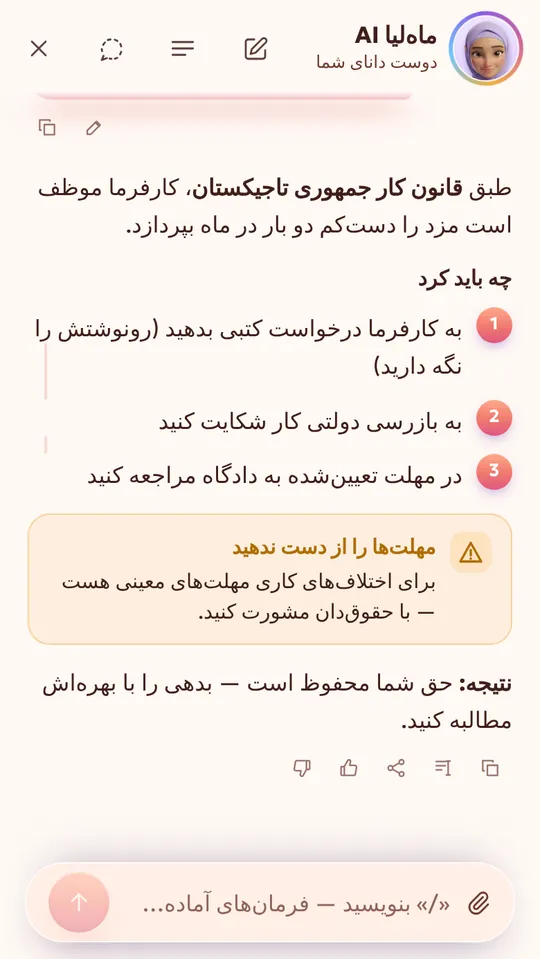 ماه‌لیا AI
دوست دانای شما
طبق قانون کار جمهوری تاجیکستان، کارفرما موظف
است مزد را دست‌کم دو بار در ماه بپردازد.
چه باید کرد
1 به کارفرما درخواست کتبی بدهید (رونوشتش را
نگه دارید)
2 به بازرسی دولتی کار شکایت کنید
3 در مهلت تعیین‌شده به دادگاه مراجعه کنید
مهلت‌ها را از دست ندهید
برای اختلاف‌های کاری مهلت‌های معینی هست
— با حقوق‌دان مشورت کنید.
نتیجه: حق شما محفوظ است — بدهی را با بهره‌اش
مطالبه کنید.
«/» بنویسید — فرمان‌های آماده...